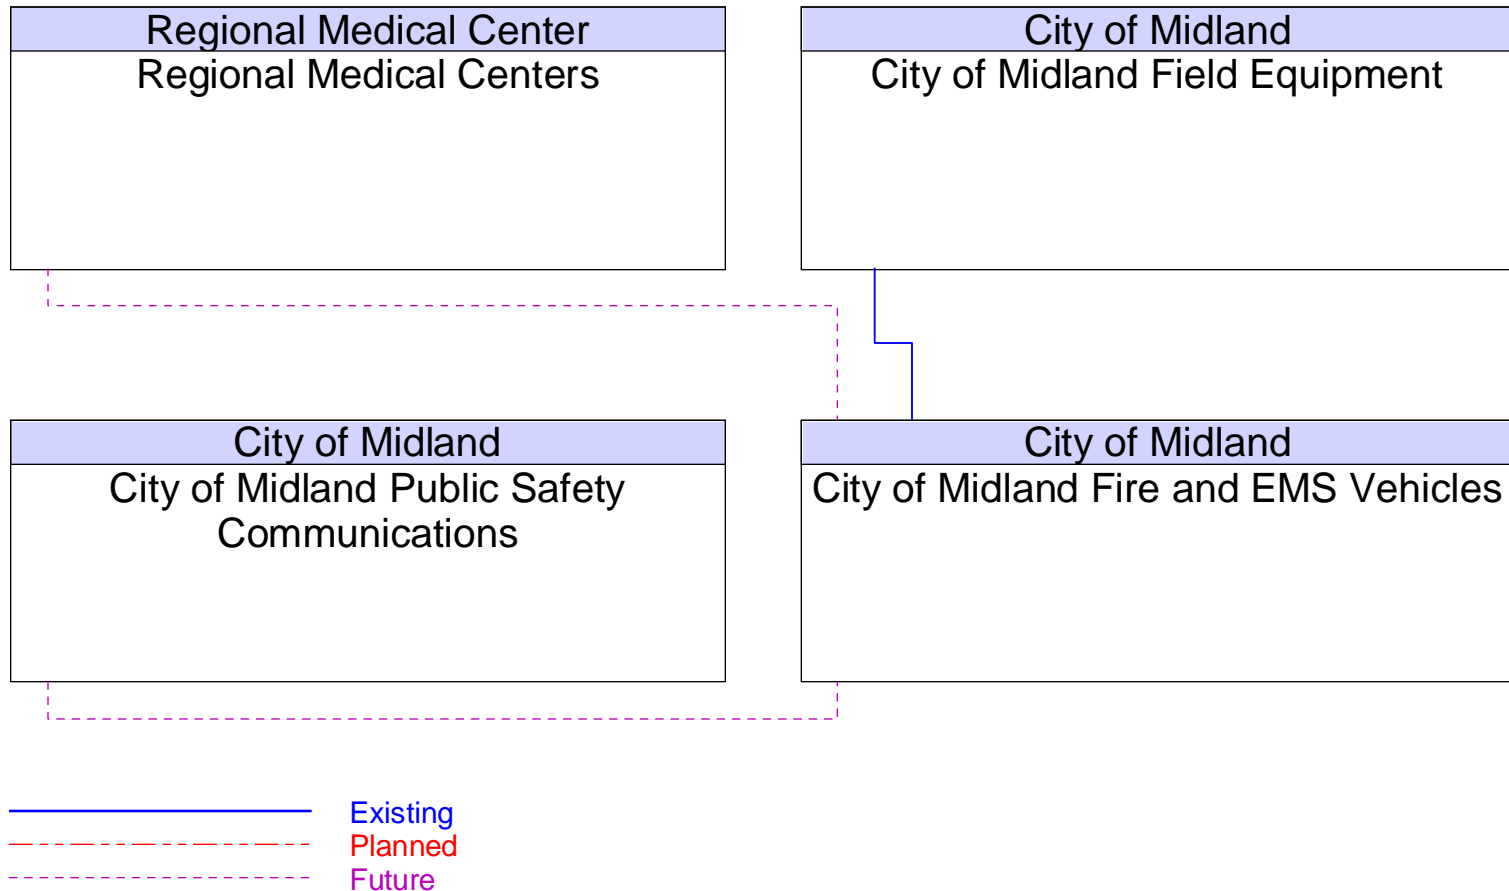 Regional Medical Center
Regional Medical Centers
City of Midland
City of Midland Field Equipment
City of Midland
City of Midland Public Safety
Communications
City of Midland
City of Midland Fire and EMS Vehicles
Existing
Planned
Future